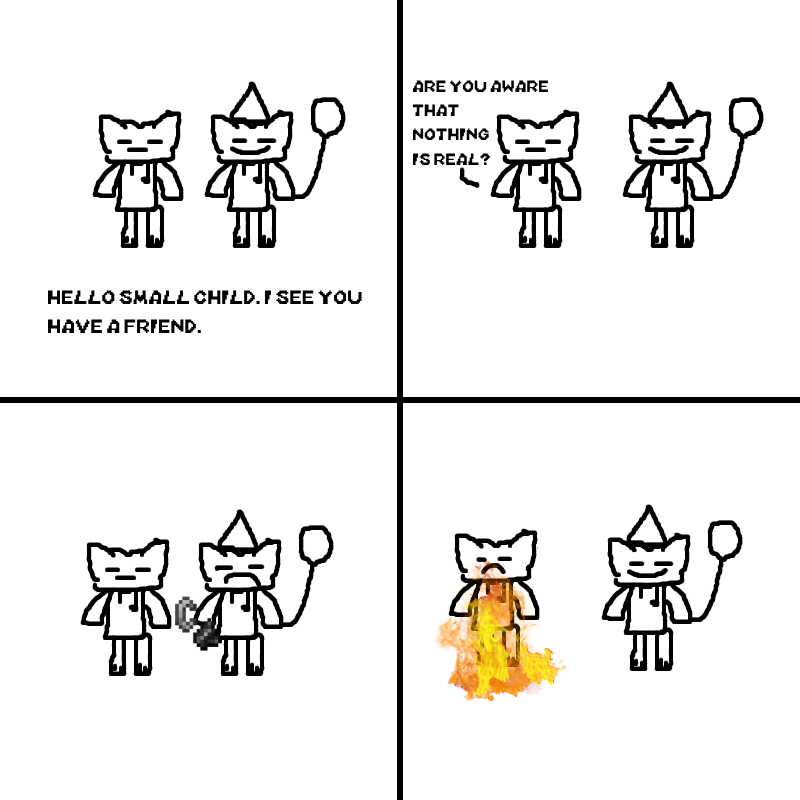 HELLO SMALL CHILD. I SEE YOU
HAVE A FRIEND.
ARE YOU AWARE
THAT
NOTHING
IS REAL?